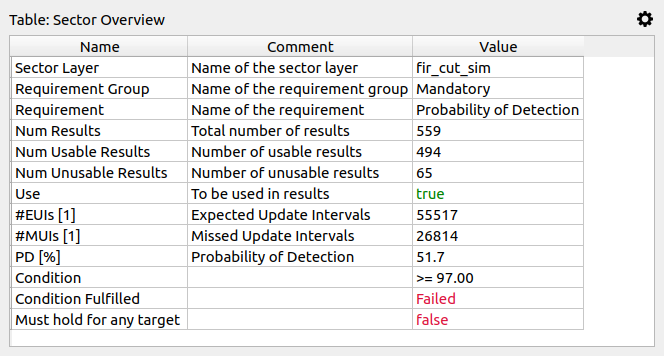 Table: Sector Overview
Name Comment Value
Sector Layer Name of the sector layer fir_cut_sim
Requirement Group Name of the requirement group Mandatory
Requirement Name of the requirement Probability of Detection
Num Results Total number of results 559
Num Usable Results Number of usable results 494
Num Unusable Results Number of unusable results 65
Use To be used in results true
#EUIs [1] Expected Update Intervals 55517
#MUIs [1] Missed Update Intervals 26814
PD [%] Probability of Detection 51.7
Condition >= 97.00
Condition Fulfilled Failed
Must hold for any target false